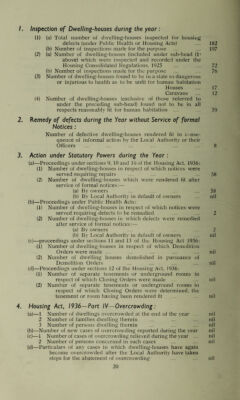 1. Inspection of Dwelling-houses during the year :
(1) (a) Total number of dwelling-houses inspected for housing
defects (under Public Health or Housing Acts) ... 182
(b) Number of inspections made for the purpose ... 197
(2) (a) Number of dwelling-houses (included under sub-head (1)
above) which were inspected and recorded under the
Housing Consolidated Regulations, 1925 ... 72
(b) Number of inspections made for the purpose ... 76
(3) Number of dwelling-houses found to be in a state so dangerous
or injurious to health as to be unfit for human habitation
Houses 17
Caravans 12
(4) Number of dwelling-houses (exclusive of those referred to
under the preceding sub-head) found not to be in all
respects reasonably fit for human habitation 39
2. Remedy of defects during the Year without Service of formal
Notices :
Number of defective dwelling-houses rendered fit in conse-
quence of informal action by the Local Authority or their
Officers ... 8
3. Action under Statutory Powers during the Year :
(a)—Proceedings under sections 9, 10 and 16 of the Housing Act, 1936:
(1) Number of dwelling-houses in respect of which notices were
served requiring repairs 38
(2) Number of dwelling-houses which were rendered fit after
service of formal notices:—
(a) By owners 38
(b) By Local Authority in default of owners nil
(b)—Proceedings under Public Health Acts:
(1) Number of dwelling-houses in respect of which notices were
served requiring defects to be remedied 2
(2) Number of dwelling-houses in which defects were remedied
after service of formal notices:—
(a) By owners 2
(b) By Local Authority in default of owners nil
(c)—proceedings under sections 11 and 13 of the Housing Act 1936:
(1) Number of dwelling-houses in respect of which Demolition
Orders were made nil
(2) Number of dwelling houses demolished in pursuance of
Demolition Orders nil
(d)—Proceedings under section 12 of the Housing Act, 1936:
(1) Number of separate tenements or underground rooms in
respect of which Closing Orders were made nil
(2) Number of separate tenements or underground rooms in
respect of which Closing Orders were determined, the
tenement or room having been rendered fit nil
4. Housing Act, 1936—Part IV—Overcrowding :
(a)—1 Number of dwellings overcrowded at the end of the year nil
2 Number of families dwelling therein nil
3 Number of persons dwelling therein nil
(b)—Number of new cases of overcrowding reported during the year nil
(c)—1 Number of cases of overcrowding relieved during the year nil
2 Number of persons concerned in such cases nil
(d)—Particulars of any cases in which dwelling-houses have again
become overcrowded after the Local Authority have taken
steps for the abatement of overcrowding nil
20